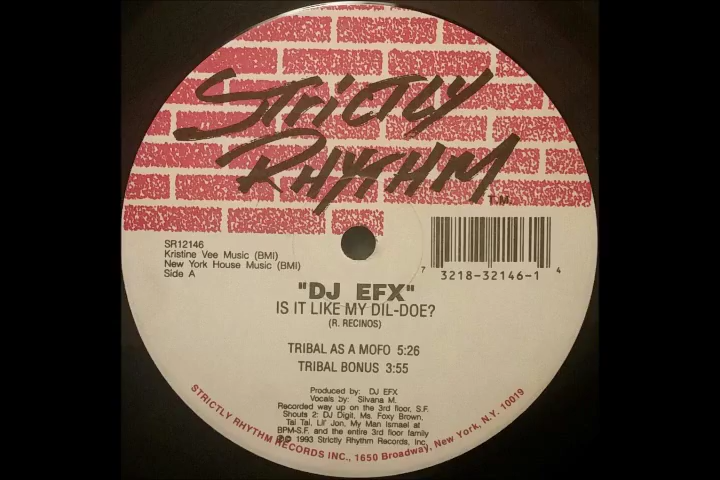 STRICTLY
RHYTHM
T.M.
SR12146
Kristine Vee Music (BMI)
New York House Music (BMI)
Side A
7 3218-32146-1 4
"DJ EFX"
IS IT LIKE MY DIL-DOE?
(R. RECINOS)
TRIBAL AS A MOFO 5:26
TRIBAL BONUS 3:55
Produced by: DJ EFX
Vocals by: Silvana M.
Recorded way up on the 3rd floor, S.F.
Shouts 2: DJ Digit, Ms. Foxy Brown,
Tai Tai, Lil' Jon, My Man Ismael at
BPM-S.F. and the entire 3rd floor family
℗© 1993 Strictly Rhythm Records, Inc.
STRICTLY RHYTHM RECORDS INC., 1650 Broadway, New York, N.Y. 10019